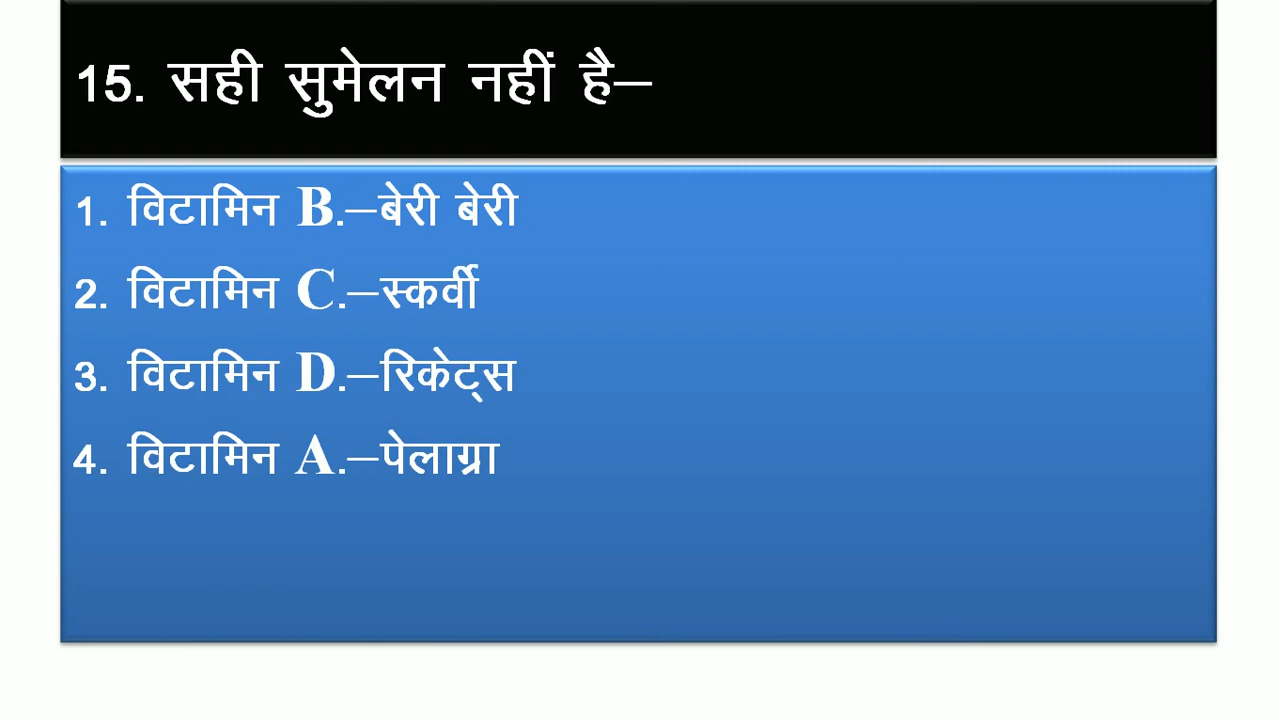 15. सही सुमेलन नहीं है–
1. विटामिन B.–बेरी बेरी
2. विटामिन C.–स्कर्वी
3. विटामिन D.–रिकेट्स
4. विटामिन A.–पेलाग्रा